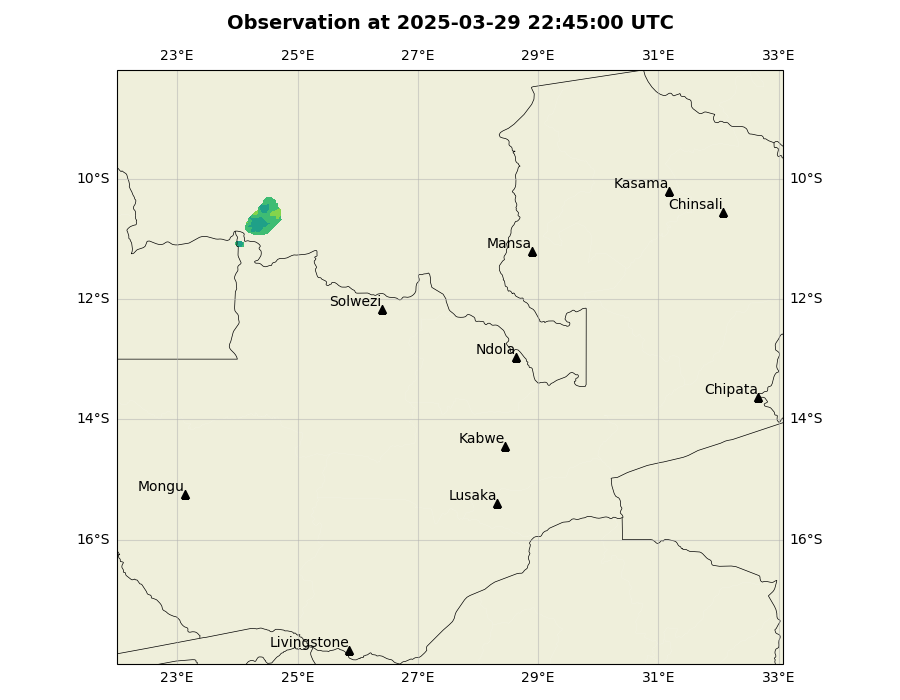 Observation at 2025-03-29 22:45:00 UTC
23°E 25°E 27°E 29°E 31°E 33°E
10°S 10°S
Kasama
Chinsali
Mansa
12°S 12°S
Solwezi
Ndola
Chipata
14°S 14°S
Kabwe
Mongu
Lusaka
16°S 16°S
Livingstone
23°E 25°E 27°E 29°E 31°E 33°E